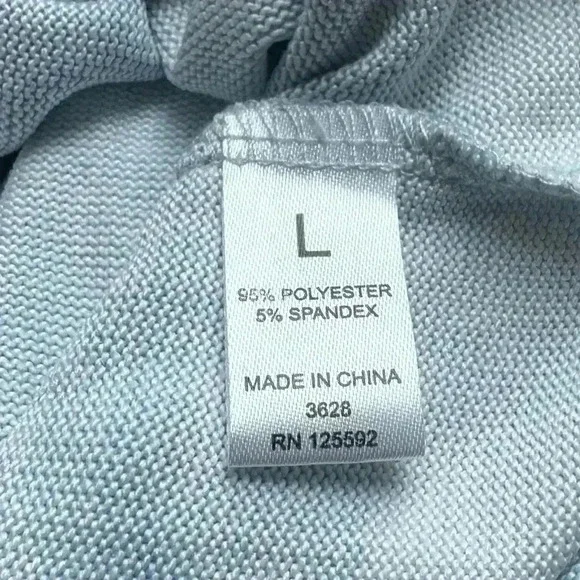 L
95% POLYESTER
5% SPANDEX
MADE IN CHINA
3628
RN 125592